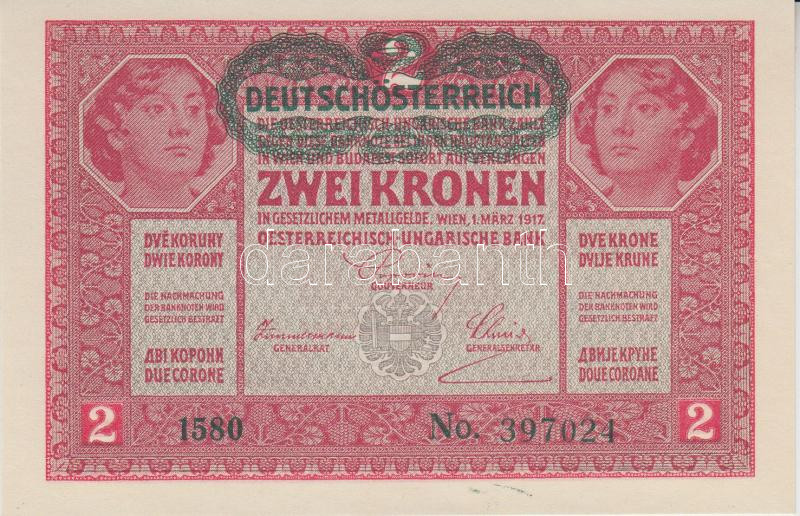 2
DEUTSCHÖSTERREICH
DIE OESTERREICHISCH-UNGARISCHE BANK ZAHLT
GEGEN DIESE BANKNOTE BEI IHREN HAUPTANSTALTEN
IN WIEN UND BUDAPEST SOFORT AUF VERLANGEN
ZWEI KRONEN
IN GESETZLICHEM METALLGELDE. WIEN, 1. MÄRZ 1917.
OESTERREICHISCH-UNGARISCHE BANK
GOUVERNEUR
GENERALRAT
GENERALSEKRETÄR
DVĚ KORUNY
DWIE KORONY
DIE NACHMACHUNG
DER BANKNOTEN WIRD
GESETZLICH BESTRAFT
ДВІ КОРОНИ
DUE CORONE
DVE KRONE
DVIJE KRUNE
DIE NACHMACHUNG
DER BANKNOTEN WIRD
GESETZLICH BESTRAFT
ДВИЈЕ КРУНЕ
DOUE COROANE
2
1580
No. 397024
2
darabanth